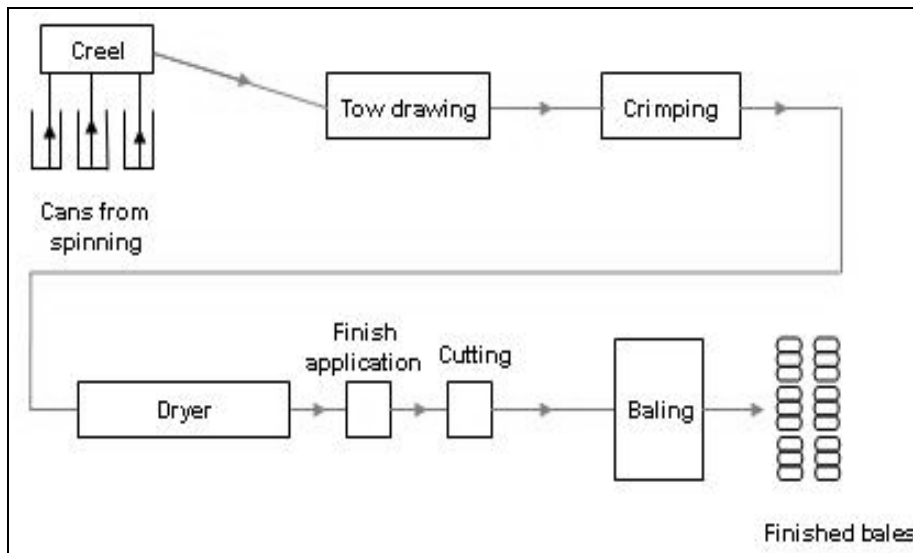 Creel
Tow drawing
Crimping
Cans from
spinning
Finish
application
Cutting
Dryer
Baling
Finished bales